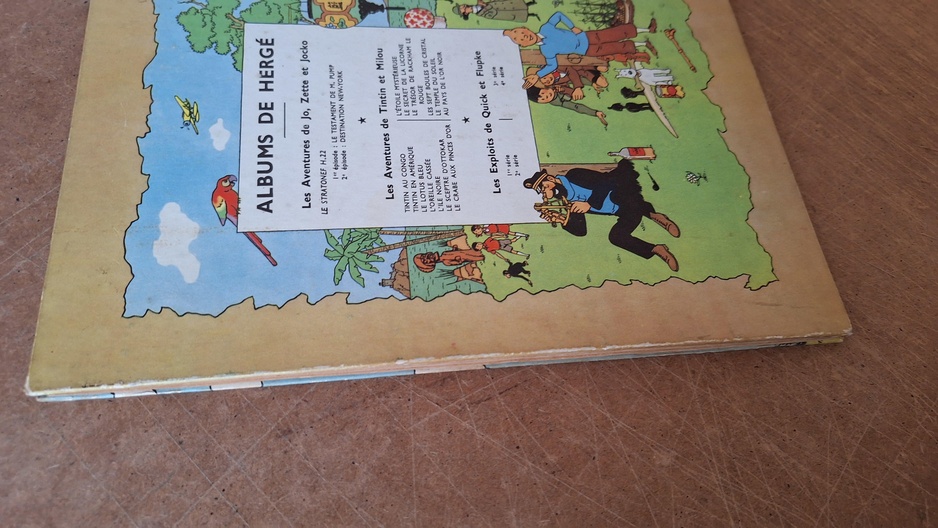 ALBUMS DE HERGÉ
Les Aventures de Jo, Zette et Jocko
LE STRATONEF H.22
1er épisode : LE TESTAMENT DE M. PUMP
2e épisode : DESTINATION NEW-YORK
★
Les Aventures de Tintin et Milou
TINTIN AU CONGO
TINTIN EN AMÉRIQUE
LE LOTUS BLEU
L'OREILLE CASSÉE
L'ILE NOIRE
LE SCEPTRE D'OTTOKAR
LE CRABE AUX PINCES D'OR
L'ÉTOILE MYSTÉRIEUSE
LE SECRET DE LA LICORNE
LE TRÉSOR DE RACKHAM LE
ROUGE
LES SEPT BOULES DE CRISTAL
LE TEMPLE DU SOLEIL
AU PAYS DE L'OR NOIR
★
Les Exploits de Quick et Flupke
1re série
2e série
3e série
4e série